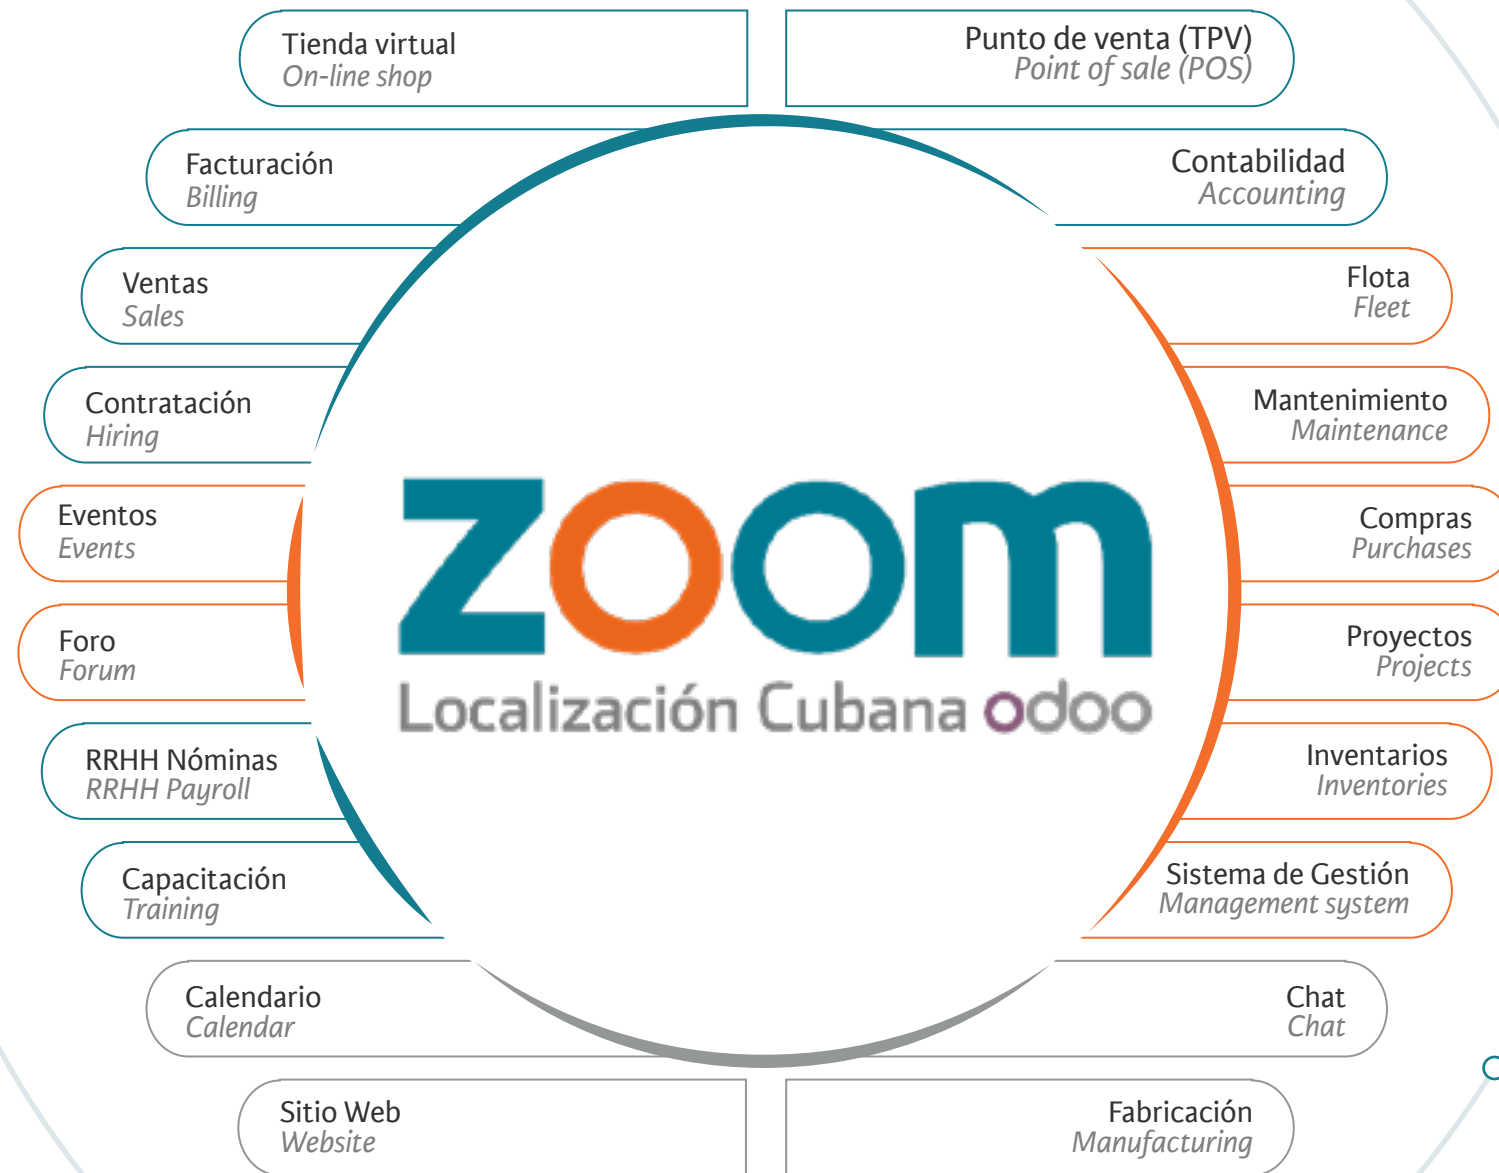 Tienda virtual
On-line shop
Punto de venta (TPV)
Point of sale (POS)
Facturación
Billing
Contabilidad
Accounting
Ventas
Sales
Flota
Fleet
Contratación
Hiring
Mantenimiento
Maintenance
Eventos
Events
Compras
Purchases
zoom
Localización Cubana odoo
Foro
Forum
Proyectos
Projects
RRHH Nóminas
RRHH Payroll
Inventarios
Inventories
Capacitación
Training
Sistema de Gestión
Management system
Calendario
Calendar
Chat
Chat
Sitio Web
Website
Fabricación
Manufacturing